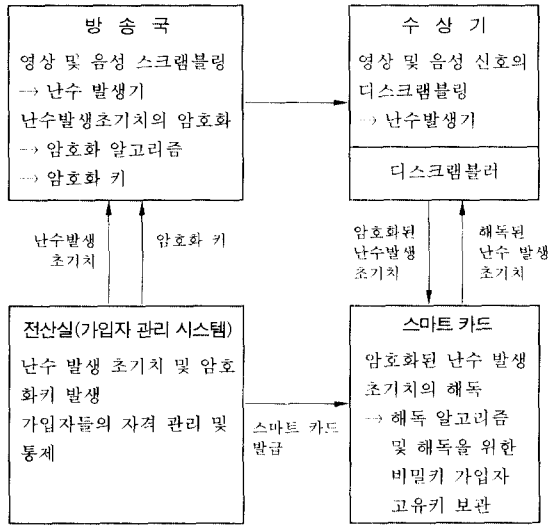 방 송 국
영상 및 음성 스크램블링
→ 난수 발생기
난수발생초기치의 암호화
→ 암호화 알고리즘
→ 암호화 키
수 상 기
영상 및 음성 신호의
디스크램블링
→ 난수발생기
디스크램블러
난수발생
초기치
암호화 키
암호화된
난수발생
초기치
해독된
난수 발생
초기치
전산실(가입자 관리 시스템)
난수 발생 초기치 및 암호
화키 발생
가입자들의 자격 관리 및
통제
스마트 카드
발급
스마트 카드
암호화된 난수 발생
초기치의 해독
→ 해독 알고리즘
및 해독을 위한
비밀키 가입자
고유키 보관